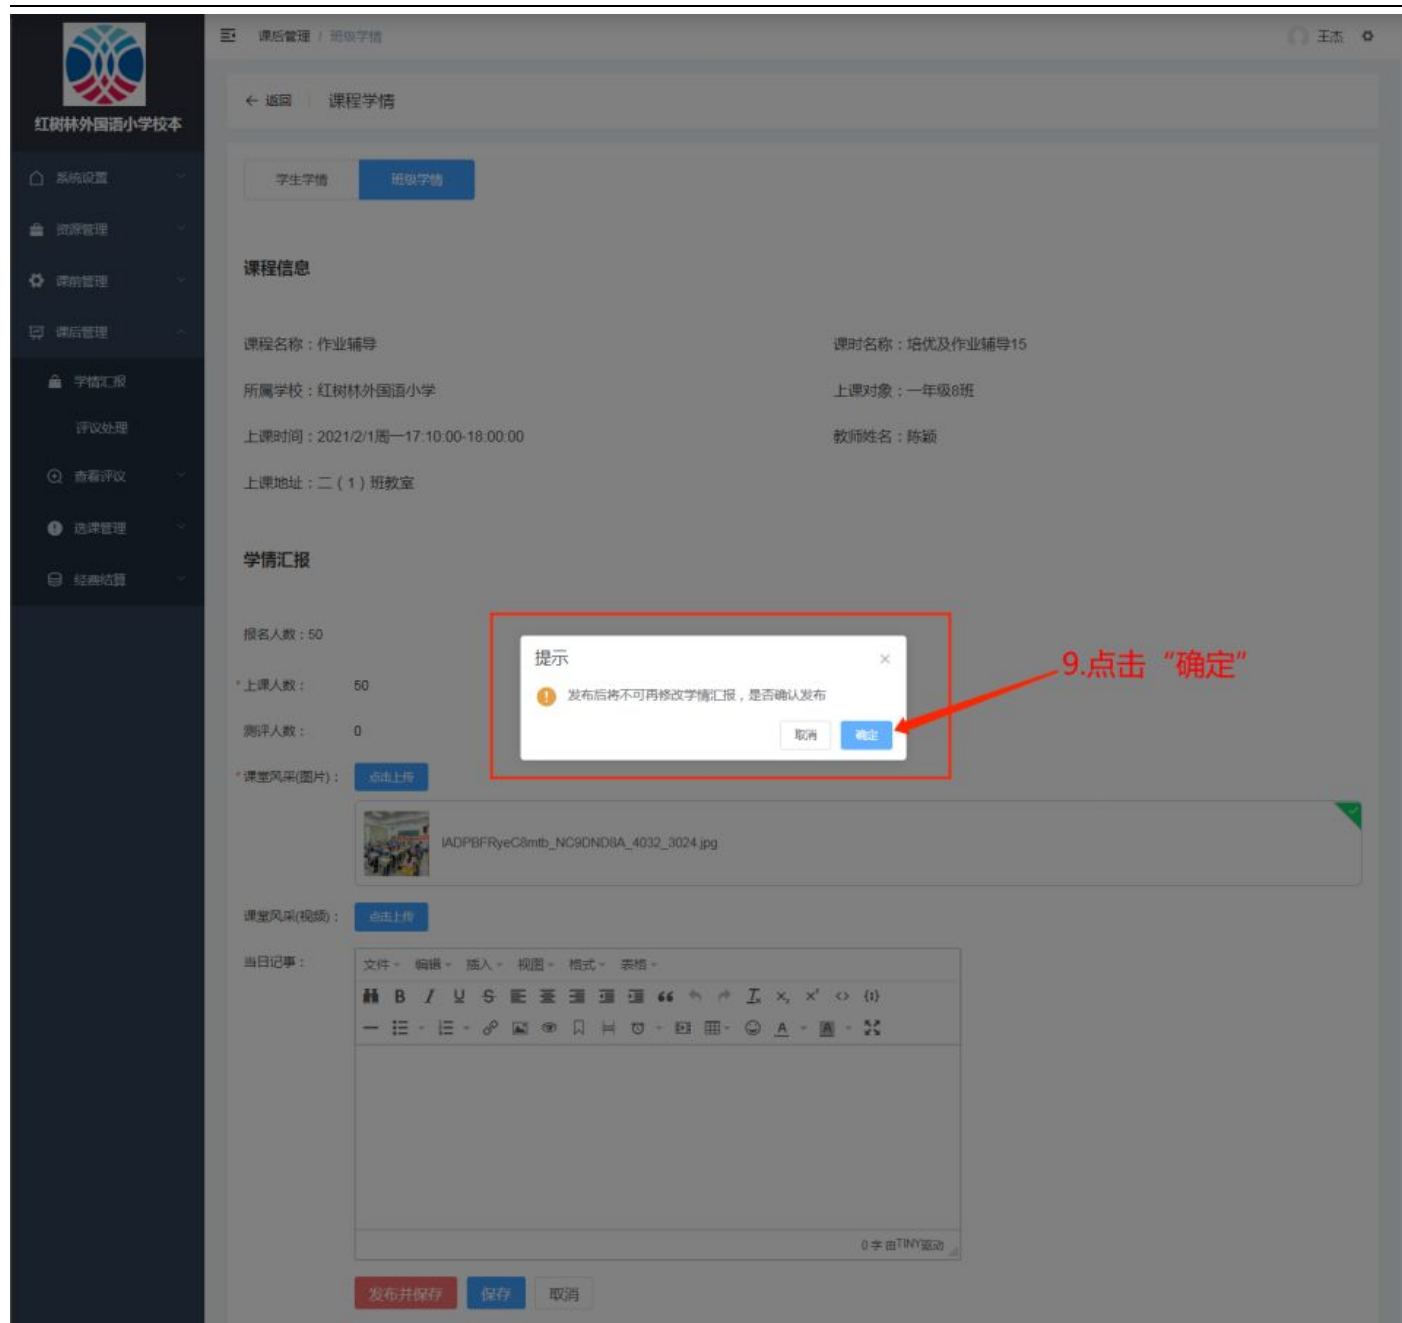 课后管理 / 班级学情
王杰
红树林外国语小学校本
← 返回 课程学情
系统设置
资源管理
课前管理
课后管理
学情汇报
评议处理
查看评议
选课管理
经费结算
学生学情 班级学情
课程信息
课程名称：作业辅导 课时名称：培优及作业辅导15
所属学校：红树林外国语小学 上课对象：一年级8班
上课时间：2021/2/1周一17:10:00-18:00:00 教师姓名：陈颖
上课地址：二（1）班教室
学情汇报
报名人数：50
*上课人数： 50
测评人数： 0
提示 ×
发布后将不可再修改学情汇报，是否确认发布
取消 确定
9.点击“确定”
*课堂风采(图片)： 点击上传
lADPBFRyeC8mtb_NC9DND8A_4032_3024.jpg
课堂风采(视频)： 点击上传
当日记事：
文件 编辑 插入 视图 格式 表格
0 字 由TINY驱动
发布并保存 保存 取消